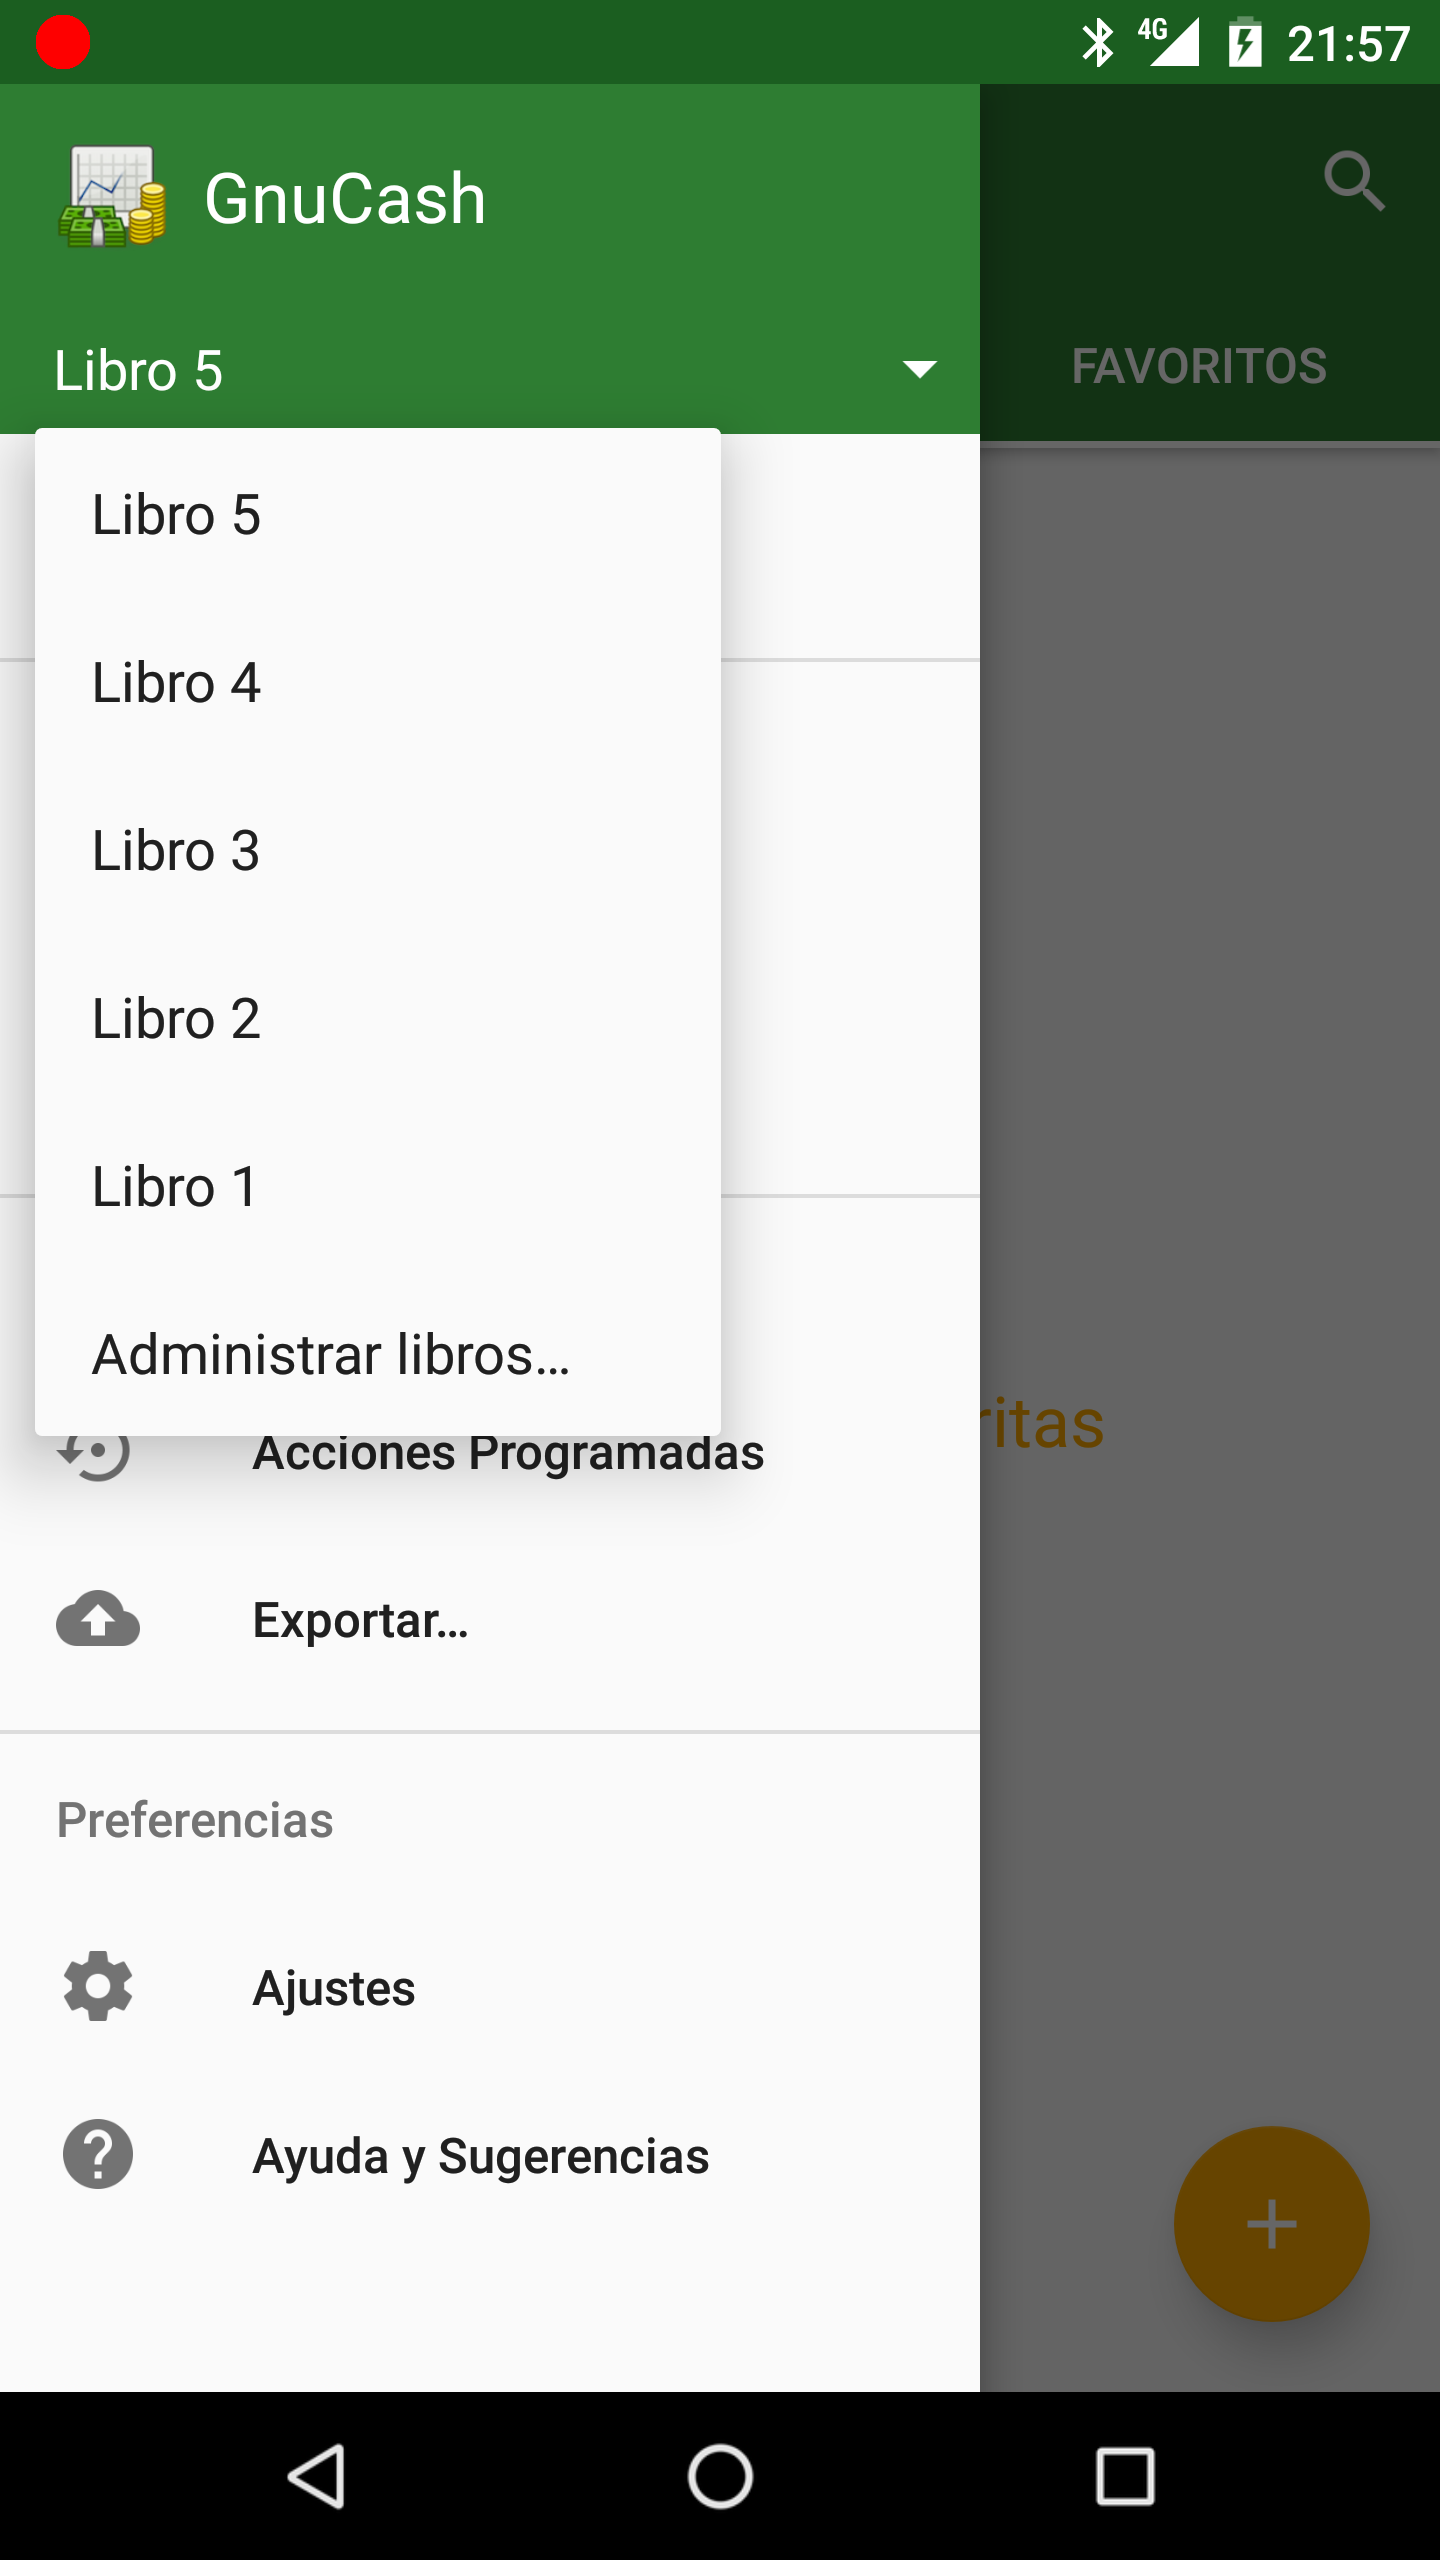 4G 21:57
GnuCash
Libro 5
FAVORITOS
Libro 5
Libro 4
Libro 3
Libro 2
Libro 1
Administrar libros...
Acciones Programadas
Exportar...
Preferencias
Ajustes
Ayuda y Sugerencias